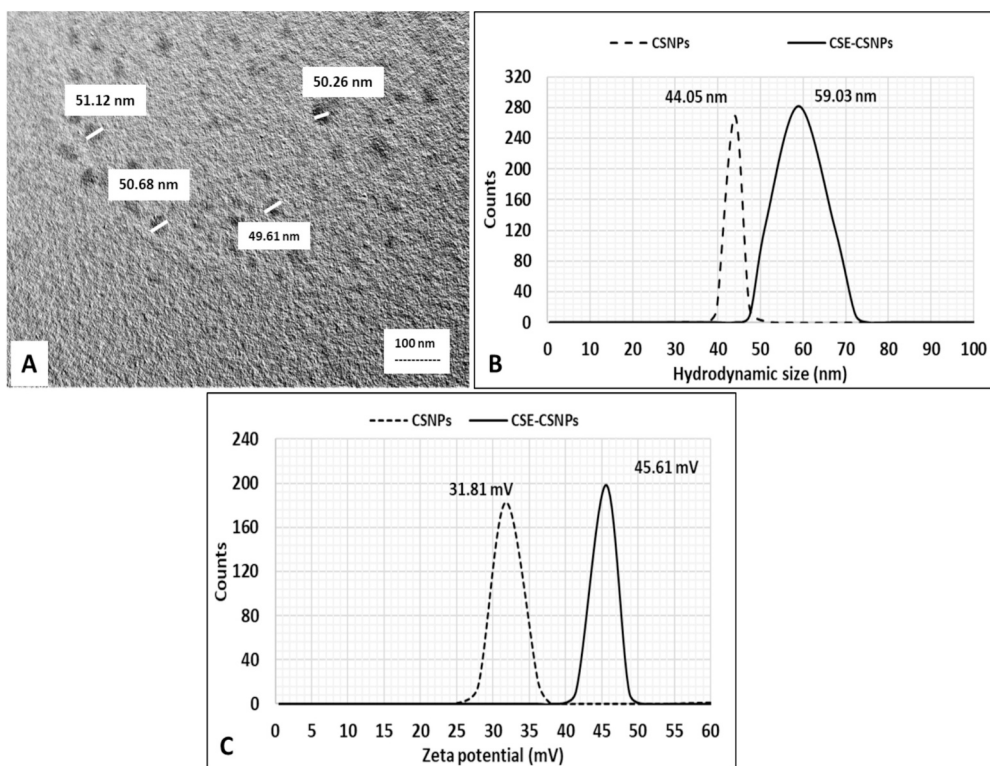 51.12 nm
50.26 nm
50.68 nm
49.61 nm
100 nm
A
CSNPs
CSE-CSNPs
44.05 nm
59.03 nm
320
280
240
200
160
120
80
40
0
Counts
0 10 20 30 40 50 60 70 80 90 100
Hydrodynamic size (nm)
B
CSNPs
CSE-CSNPs
31.81 mV
45.61 mV
240
200
160
120
80
40
0
Counts
0 5 10 15 20 25 30 35 40 45 50 55 60
Zeta potential (mV)
C